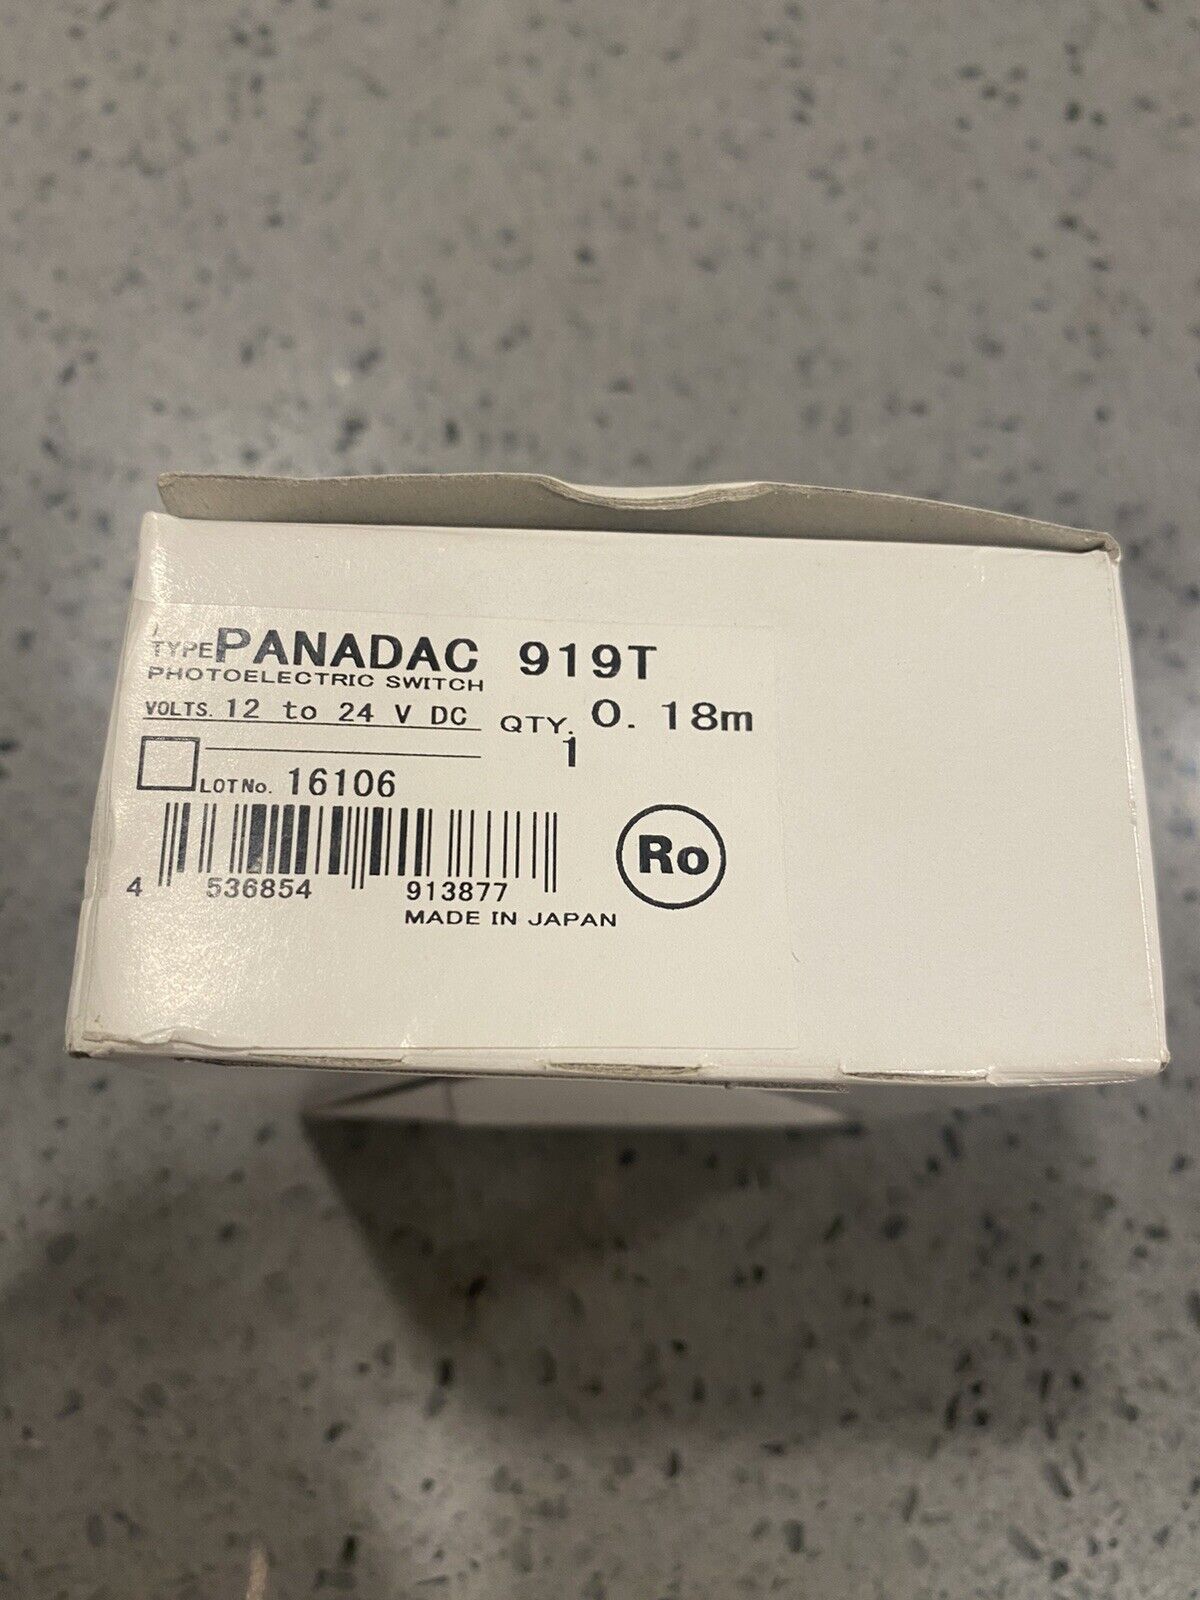 TYPE PANADAC 919T
PHOTOELECTRIC SWITCH
VOLTS. 12 to 24 V DC QTY. 0. 18m
1
LOT No. 16106
4 536854 913877
Ro
MADE IN JAPAN